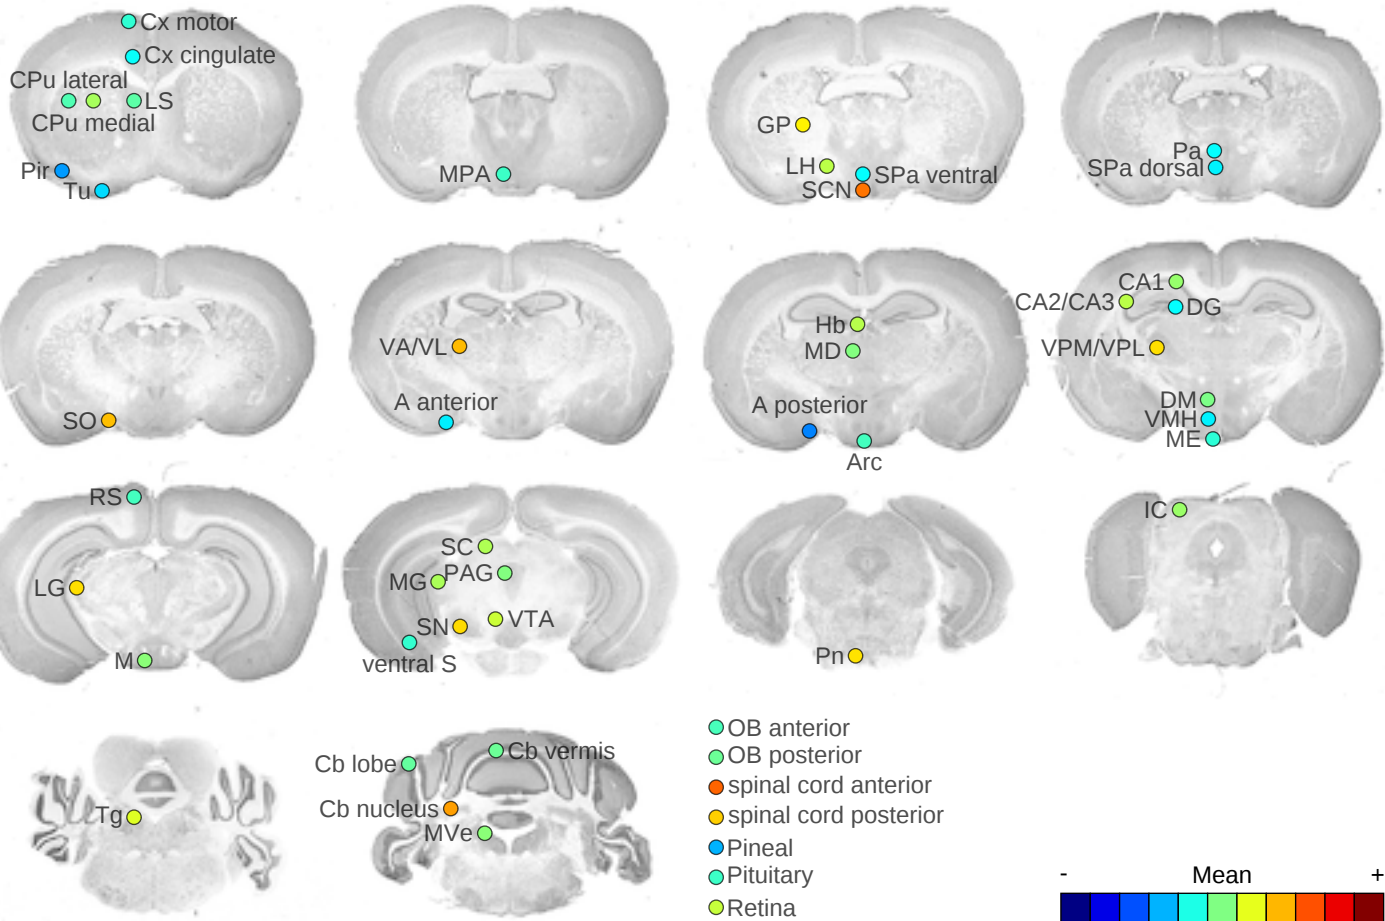 Cx motor
Cx cingulate
CPu lateral
LS
CPu medial
Pir
Tu
MPA
GP
LH
SPa ventral
SCN
Pa
SPa dorsal
SO
VA/VL
A anterior
Hb
MD
A posterior
Arc
CA1
CA2/CA3
DG
VPM/VPL
DM
VMH
ME
RS
LG
M
SC
MG
PAG
SN
VTA
ventral S
Pn
IC
Tg
Cb lobe
Cb vermis
Cb nucleus
MVe
OB anterior
OB posterior
spinal cord anterior
spinal cord posterior
Pineal
Pituitary
Retina
- Mean +